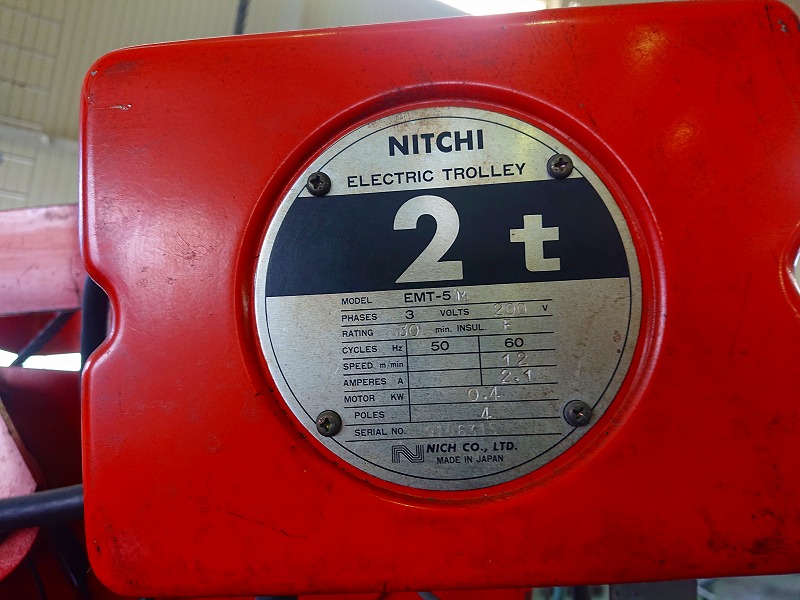 NITCHI
ELECTRIC TROLLEY
2 t
MODEL EMT-5 M
PHASES 3 VOLTS 200 V
RATING 30 min. INSUL. E
CYCLES Hz 50 60
SPEED m/min 12
AMPERES A 2.1
MOTOR KW 0.4
POLES 4
SERIAL NO.
NICH CO., LTD.
MADE IN JAPAN